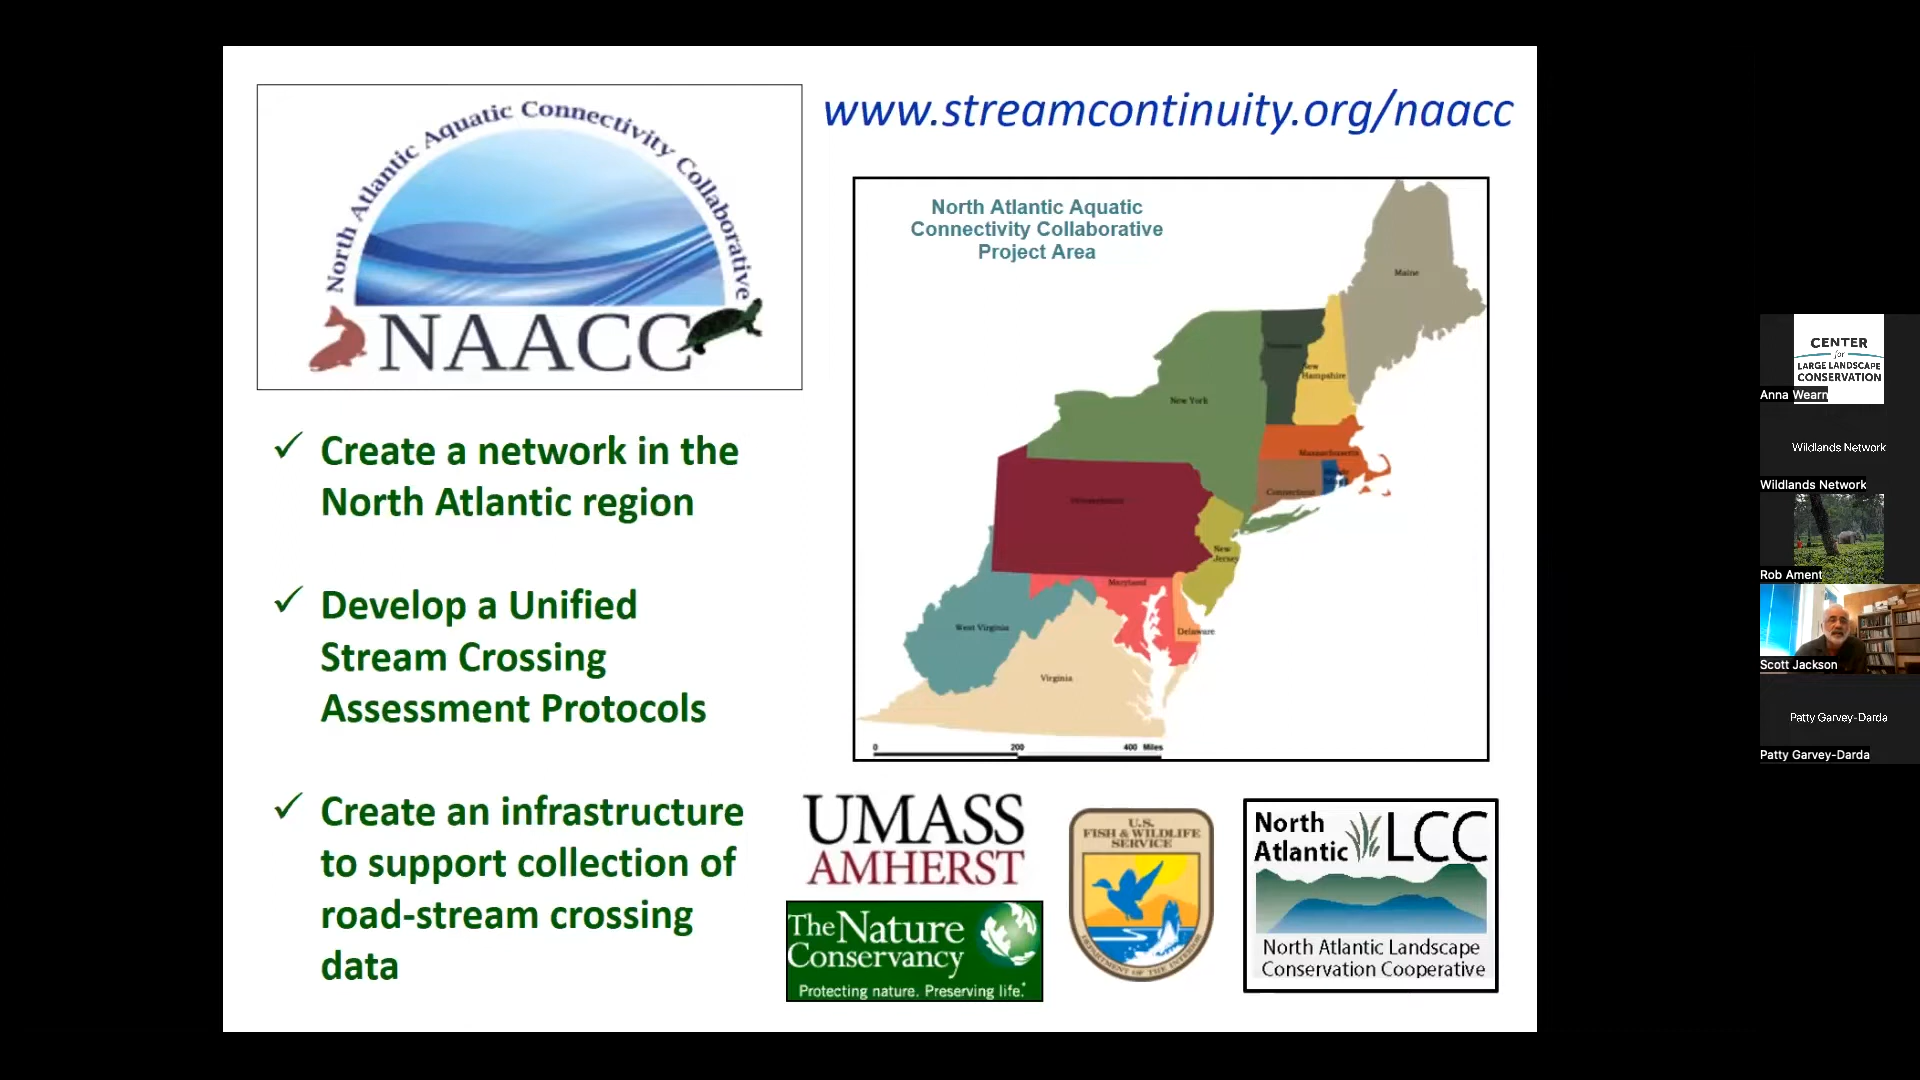 North Atlantic Aquatic Connectivity Collaborative
NAACC
www.streamcontinuity.org/naacc
North Atlantic Aquatic
Connectivity Collaborative
Project Area
Maine
Vermont
New
Hampshire
New York
Massachusetts
Connecticut
Pennsylvania
New
Jersey
Maryland
Delaware
West Virginia
Virginia
0 200 400 Miles
✓ Create a network in the
North Atlantic region
✓ Develop a Unified
Stream Crossing
Assessment Protocols
✓ Create an infrastructure
to support collection of
road-stream crossing
data
UMASS
AMHERST
The Nature
Conservancy
Protecting nature. Preserving life.
U.S.
FISH & WILDLIFE
SERVICE
DEPARTMENT OF THE INTERIOR
North
Atlantic LCC
North Atlantic Landscape
Conservation Cooperative
CENTER
for
LARGE LANDSCAPE
CONSERVATION
Anna Wearn
Wildlands Network
Wildlands Network
Rob Ament
Scott Jackson
Patty Garvey-Darda
Patty Garvey-Darda